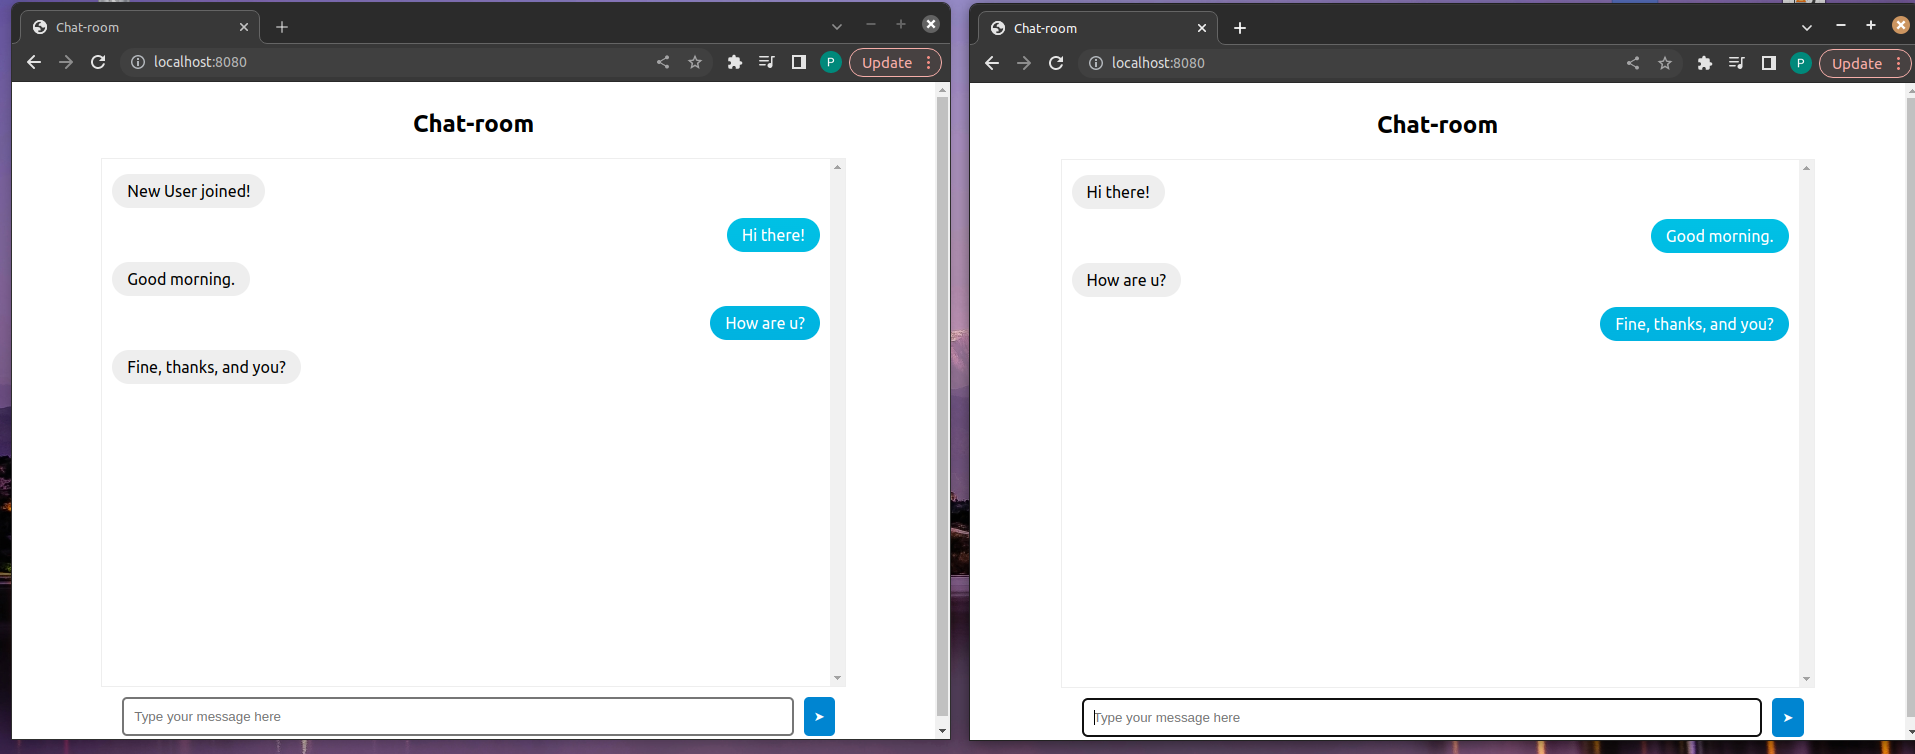 Chat-room
localhost:8080
P
Update
Chat-room
New User joined!
Hi there!
Good morning.
How are u?
Fine, thanks, and you?
Type your message here
Chat-room
localhost:8080
P
Update
Chat-room
Hi there!
Good morning.
How are u?
Fine, thanks, and you?
Type your message here